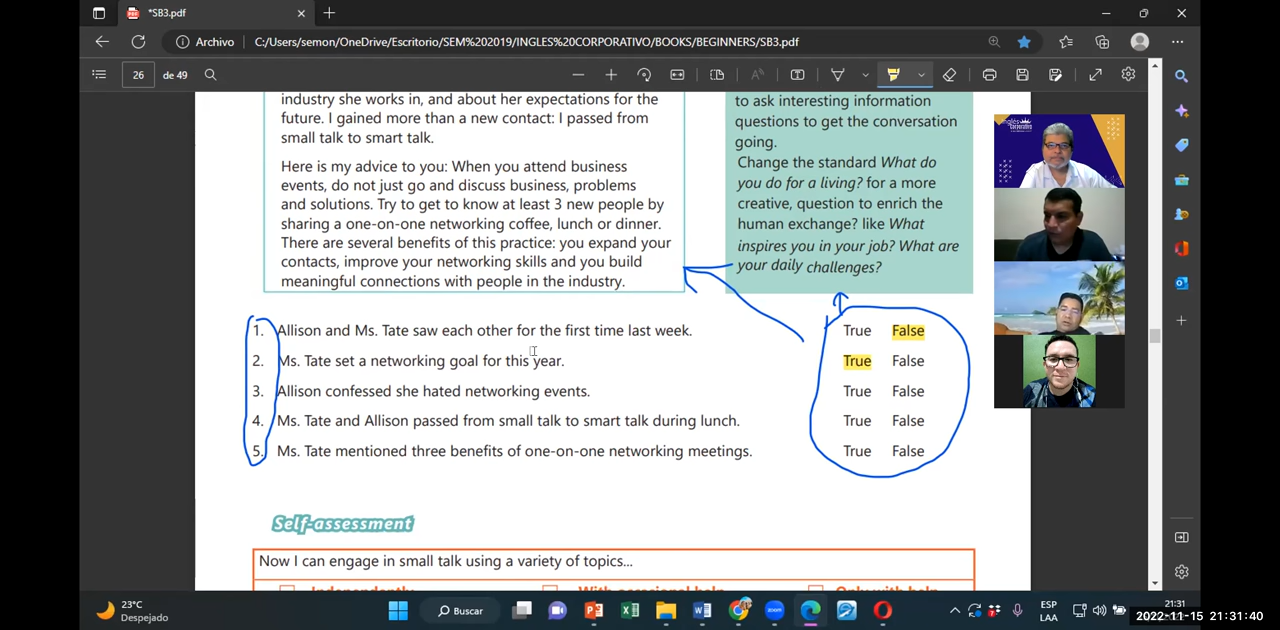 *SB3.pdf
Archivo
C:/Users/semon/OneDrive/Escritorio/SEM%202019/INGLES%20CORPORATIVO/BOOKS/BEGINNERS/SB3.pdf
26
de 49
industry she works in, and about her expectations for the
future. I gained more than a new contact: I passed from
small talk to smart talk.
Here is my advice to you: When you attend business
events, do not just go and discuss business, problems
and solutions. Try to get to know at least 3 new people by
sharing a one-on-one networking coffee, lunch or dinner.
There are several benefits of this practice: you expand your
contacts, improve your networking skills and you build
meaningful connections with people in the industry.
to ask interesting information
questions to get the conversation
going.
Change the standard What do
you do for a living? for a more
creative, question to enrich the
human exchange? like What
inspires you in your job? What are
your daily challenges?
1. Allison and Ms. Tate saw each other for the first time last week. True False
2. Ms. Tate set a networking goal for this year. True False
3. Allison confessed she hated networking events. True False
4. Ms. Tate and Allison passed from small talk to smart talk during lunch. True False
5. Ms. Tate mentioned three benefits of one-on-one networking meetings. True False
Self-assessment
Now I can engage in small talk using a variety of topics...
Independently With occasional help Only with help
23°C
Despejado
Buscar
ESP
LAA
21:31
2022-11-15 21:31:40